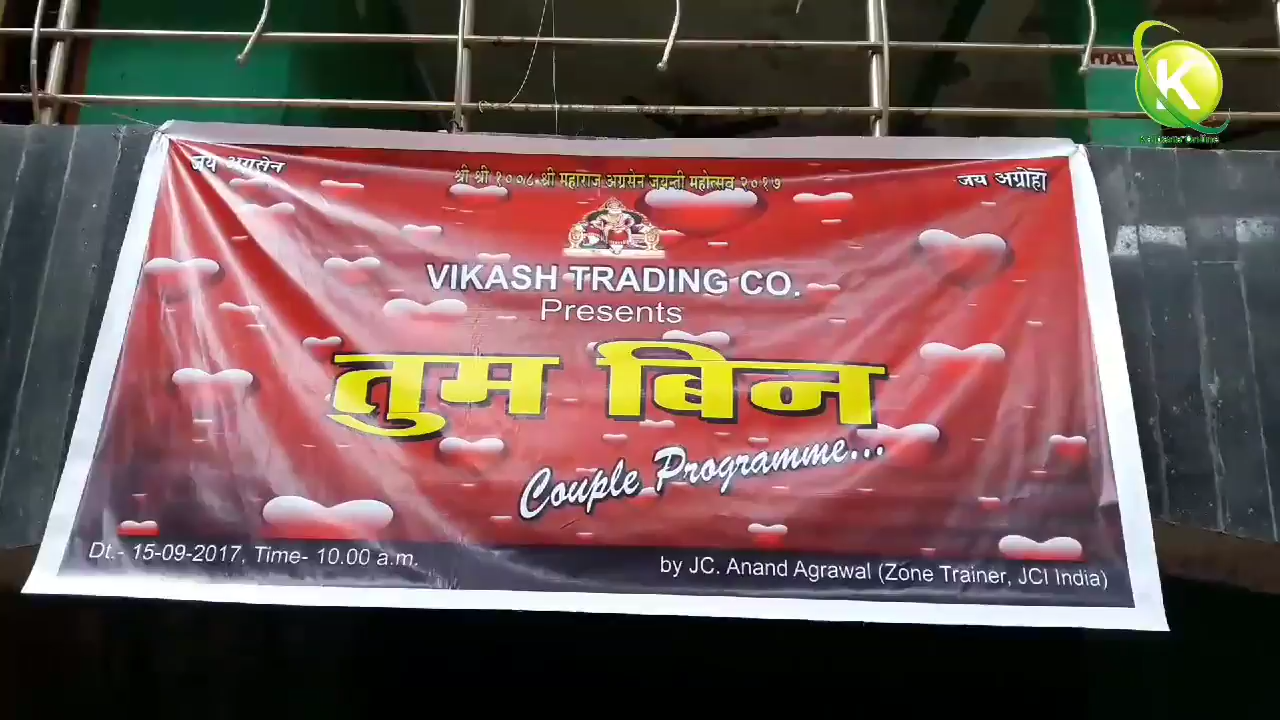 HALL
K
जय अग्रसेन
श्री श्री १००८ श्री महाराज अग्रसेन जयन्ती महोत्सव २०१७
जय अग्रोहा
VIKASH TRADING CO.
Presents
तुम बिन
Couple Programme...
Dt.- 15-09-2017, Time- 10.00 a.m.
by JC. Anand Agrawal (Zone Trainer, JCI India)